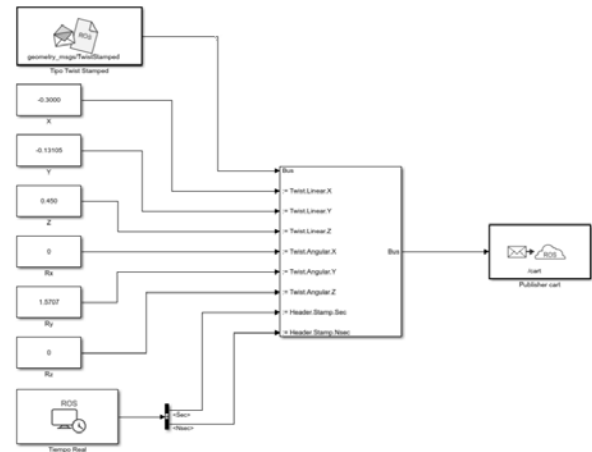 ROS
geometry_msgs/TwistStamped
Tipo Twist Stamped
-0.3000
X
-0.13105
Y
0.450
Z
0
Rx
1.5707
Ry
0
Rz
ROS
Tiempo Real
<Sec>
<Nsec>
Bus
:= Twist.Linear.X
:= Twist.Linear.Y
:= Twist.Linear.Z
:= Twist.Angular.X
:= Twist.Angular.Y
:= Twist.Angular.Z
:= Header.Stamp.Sec
:= Header.Stamp.Nsec
Bus
ROS
/cart
Publisher cart